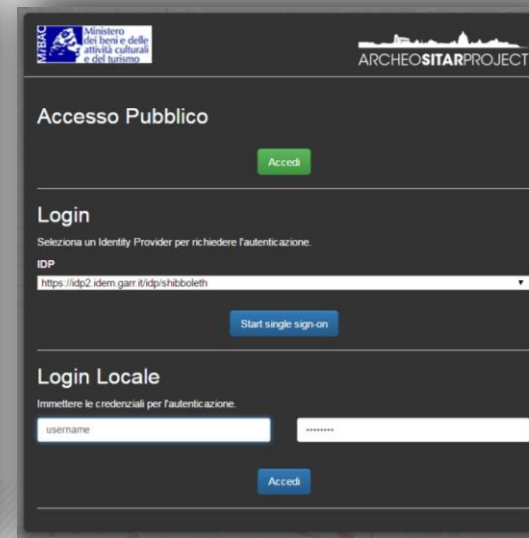 MiBAC
Ministero
dei beni e delle
attività culturali
e del turismo
ARCHEOSITARPROJECT
Accesso Pubblico
Accedi
Login
Seleziona un Identity Provider per richiedere l'autenticazione.
IDP
https://idp2.idem.garr.it/idp/shibboleth
Start single sign-on
Login Locale
Immettere le credenziali per l'autenticazione.
username
········
Accedi